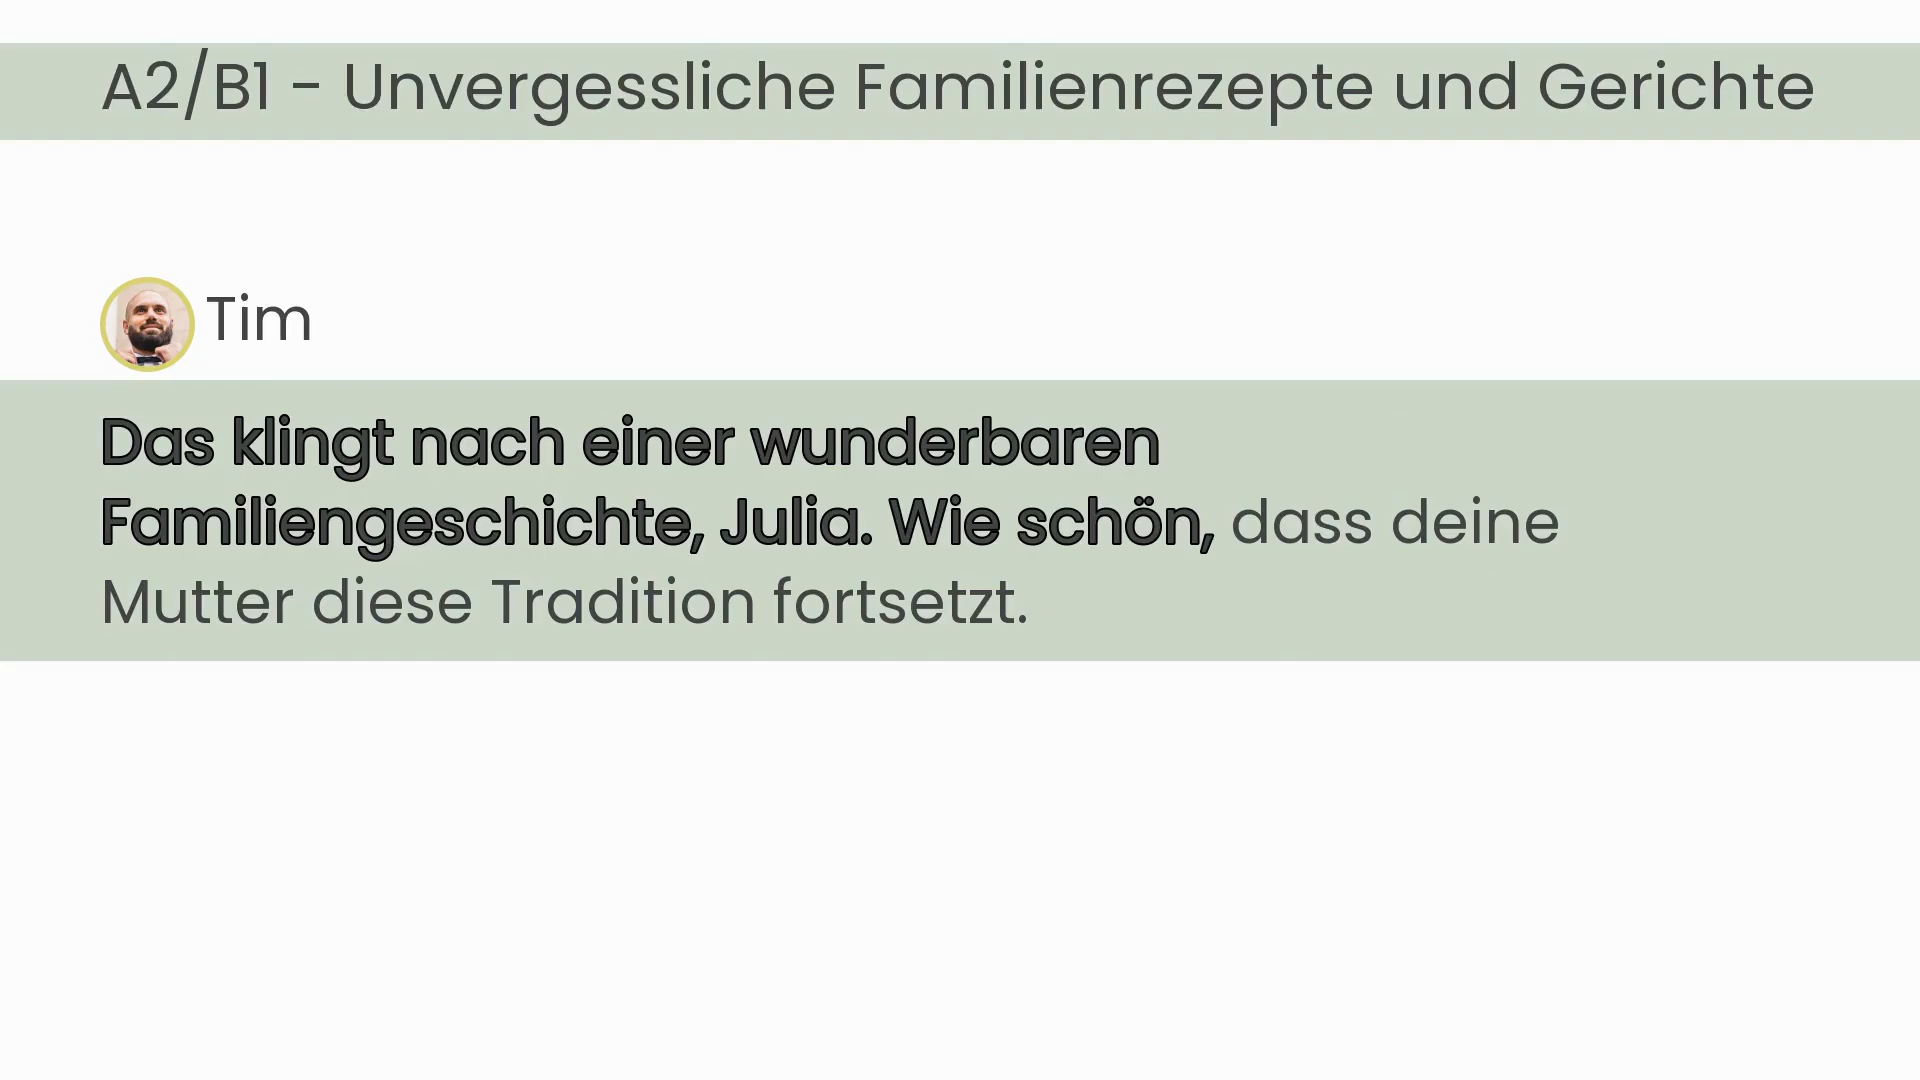 A2/B1 - Unvergessliche Familienrezepte und Gerichte
Tim
Das klingt nach einer wunderbaren
Familiengeschichte, Julia. Wie schön, dass deine
Mutter diese Tradition fortsetzt.